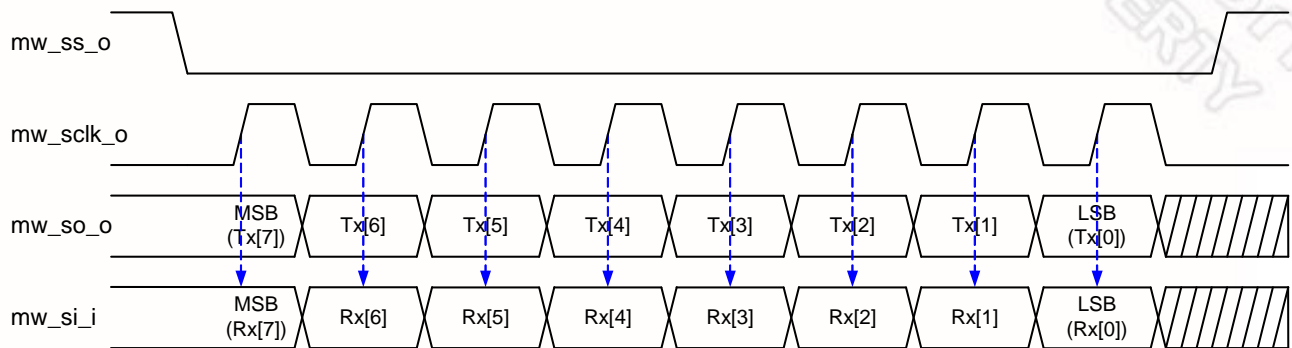 mw_ss_o
mw_sclk_o
mw_so_o
MSB
(Tx[7])
Tx[6]
Tx[5]
Tx[4]
Tx[3]
Tx[2]
Tx[1]
LSB
(Tx[0])
mw_si_i
MSB
(Rx[7])
Rx[6]
Rx[5]
Rx[4]
Rx[3]
Rx[2]
Rx[1]
LSB
(Rx[0])